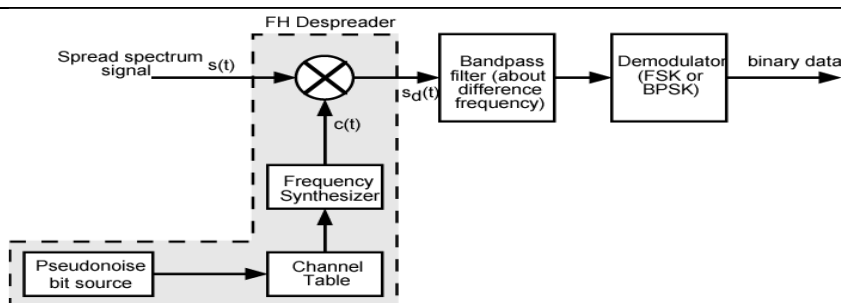 FH Despreader
Spread spectrum
signal
s(t)
sd(t)
c(t)
Bandpass
filter (about
difference
frequency)
Demodulator
(FSK or
BPSK)
binary data
Frequency
Synthesizer
Pseudonoise
bit source
Channel
Table